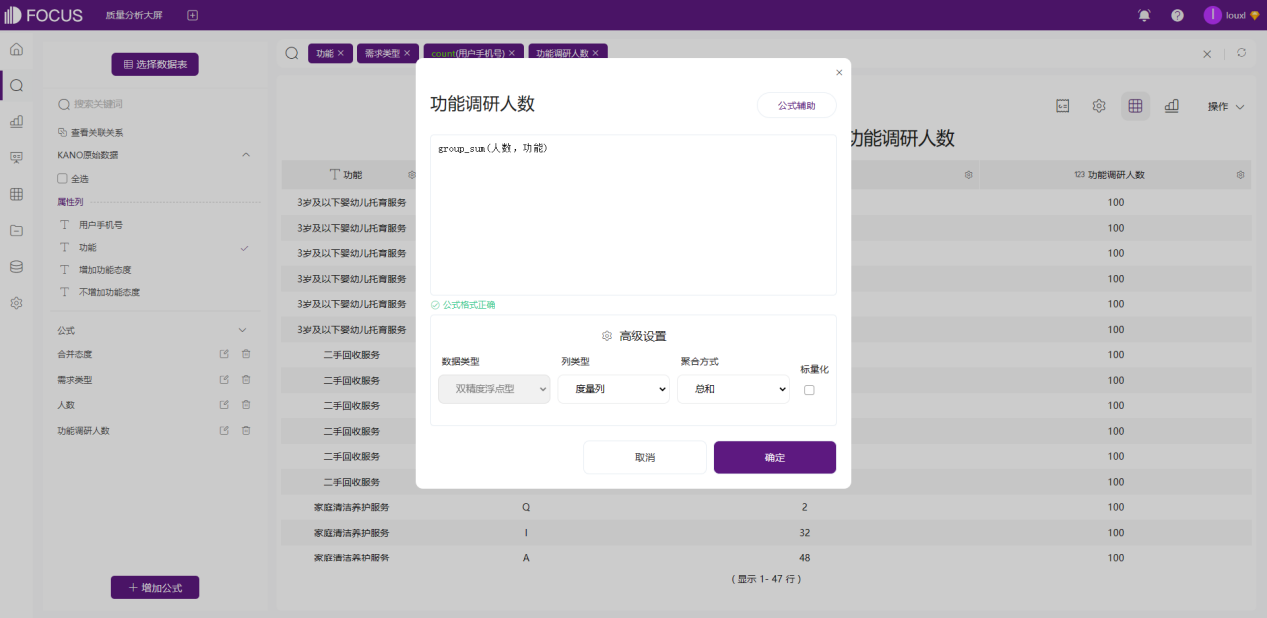 FOCUS 质量分析大屏 louxl
选择数据表
搜索关键词
查看关联关系
KANO原始数据
全选
属性列
用户手机号
功能
增加功能态度
不增加功能态度
公式
合并态度
需求类型
人数
功能调研人数
增加公式
功能 × 需求类型 × count(用户手机号) × 功能调研人数 ×
操作
功能调研人数
功能 123 功能调研人数
3岁及以下婴幼儿托育服务 100
3岁及以下婴幼儿托育服务 100
3岁及以下婴幼儿托育服务 100
3岁及以下婴幼儿托育服务 100
3岁及以下婴幼儿托育服务 100
3岁及以下婴幼儿托育服务 100
二手回收服务 100
二手回收服务 100
二手回收服务 100
二手回收服务 100
二手回收服务 100
二手回收服务 100
家庭清洁养护服务 Q 2 100
家庭清洁养护服务 I 32 100
家庭清洁养护服务 A 48 100
(显示 1- 47 行)
功能调研人数
公式辅助
group_sum(人数，功能)
公式格式正确
高级设置
数据类型 列类型 聚合方式 标量化
双精度浮点型 度量列 总和
取消 确定